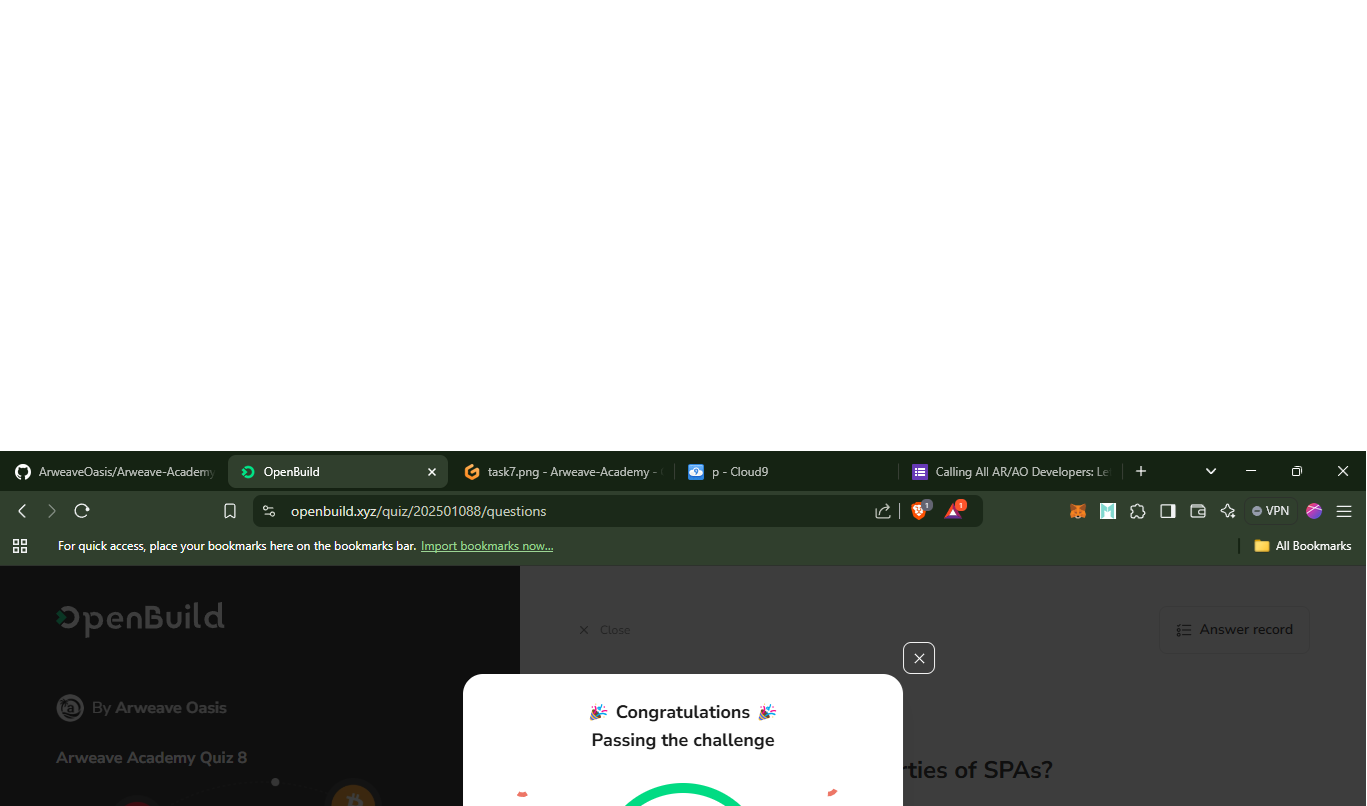 ArweaveOasis/Arweave-Academy
OpenBuild
task7.png - Arweave-Academy -
p - Cloud9
Calling All AR/AO Developers: Le
openbuild.xyz/quiz/202501088/questions
1
1
VPN
For quick access, place your bookmarks here on the bookmarks bar. Import bookmarks now...
All Bookmarks
OpenBuild
Close
Answer record
By Arweave Oasis
Congratulations
Passing the challenge
Arweave Academy Quiz 8
rties of SPAs?